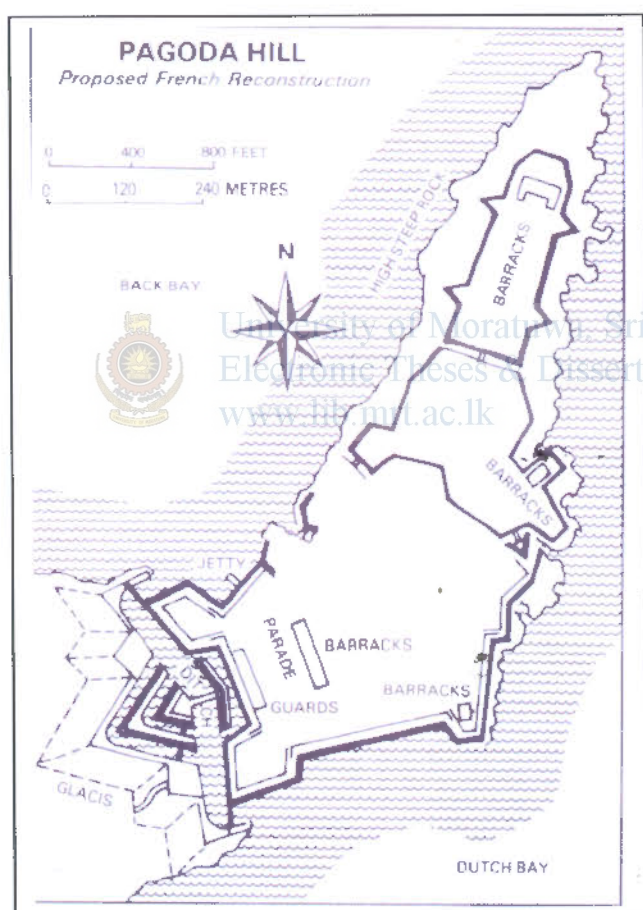 PAGODA HILL
Proposed French Reconstruction
0 400 800 FEET
0 120 240 METRES
HIGH STEEP ROCK
BARRACKS
N
BACK BAY
University of Moratuwa, Sri
Electronic Theses & Dissert
www.lib.mrt.ac.lk
BARRACKS
JETTY
PARADE
BARRACKS
DITCH
GUARDS
BARRACKS
GLACIS
DUTCH BAY